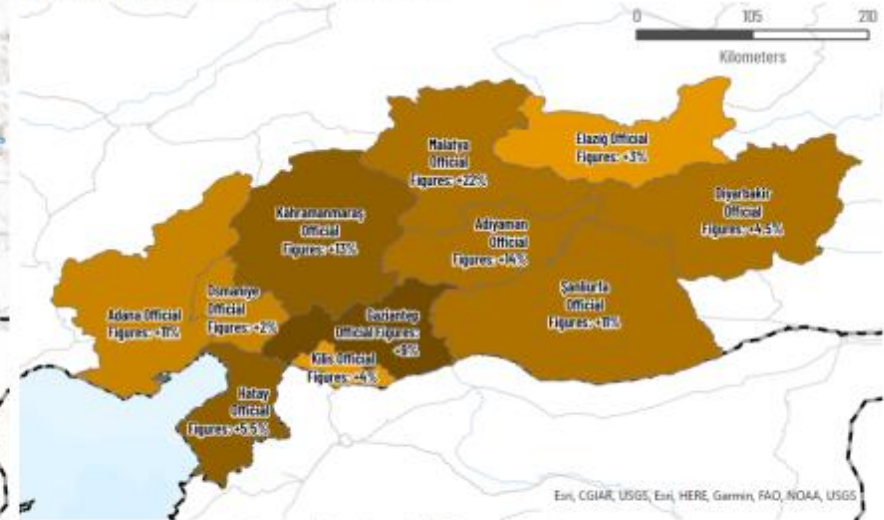 0 105 210
Kilometers
Malatya
Official
Figures: +22%
Elazığ Official
Figures: +3%
Diyarbakir
Official
Figures: +4.5%
Kahramanmaraş
Official
Figures: +13%
Adıyaman
Official
Figures: +14%
Şanlıurfa
Official
Figures: +11%
Osmaniye
Official
Figures: +2%
Adana Official
Figures: +11%
Gaziantep
Official Figures:
Kilis Official
Figures: +4%
Hatay
Official
Figures: +5.5%
Esri, CGIAR, USGS, Esri, HERE, Garmin, FAO, NOAA, USGS